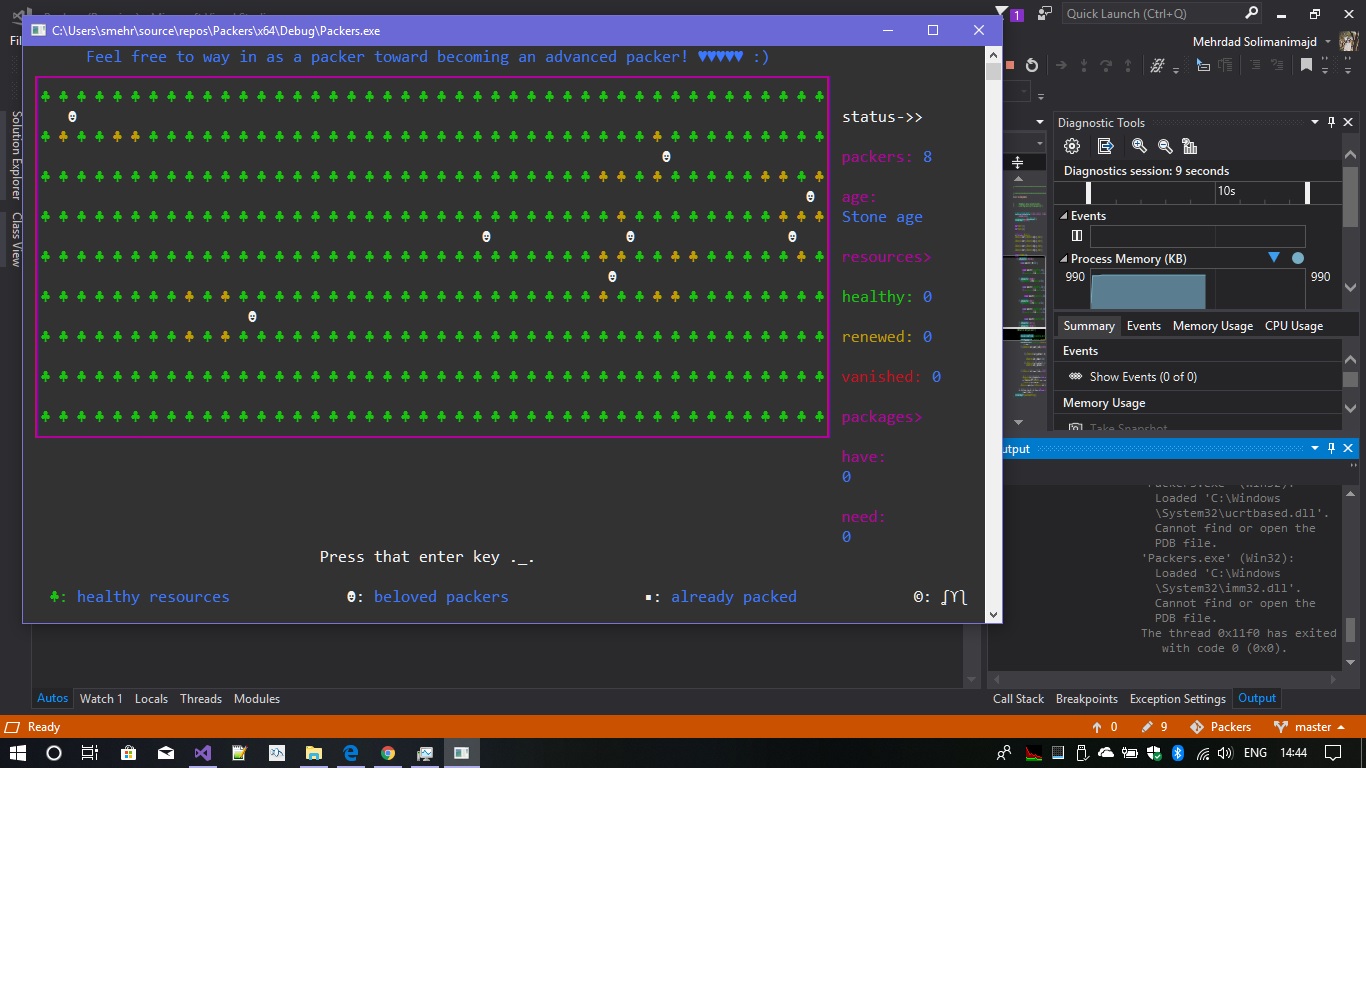 C:\Users\smehr\source\repos\Packers\x64\Debug\Packers.exe
1
Quick Launch (Ctrl+Q)
Mehrdad Solimanimajd
Solution Explorer
Class View
Feel free to way in as a packer toward becoming an advanced packer! ♥♥♥♥♥ :)
status->>
packers: 8
age:
Stone age
resources>
healthy: 0
renewed: 0
vanished: 0
packages>
have:
0
need:
0
Press that enter key ._.
♣: healthy resources
: beloved packers
▪: already packed
©:
Diagnostic Tools
Diagnostics session: 9 seconds
10s
Events
Process Memory (KB)
990
990
Summary Events Memory Usage CPU Usage
Events
Show Events (0 of 0)
Memory Usage
Take Snapshot
utput
'Packers.exe' (Win32):
Loaded 'C:\Windows
\System32\ucrtbased.dll'.
Cannot find or open the
PDB file.
'Packers.exe' (Win32):
Loaded 'C:\Windows
\System32\imm32.dll'.
Cannot find or open the
PDB file.
The thread 0x11f0 has exited
with code 0 (0x0).
Autos Watch 1 Locals Threads Modules
Call Stack Breakpoints Exception Settings Output
Ready
0 9 Packers master
ENG 14:44